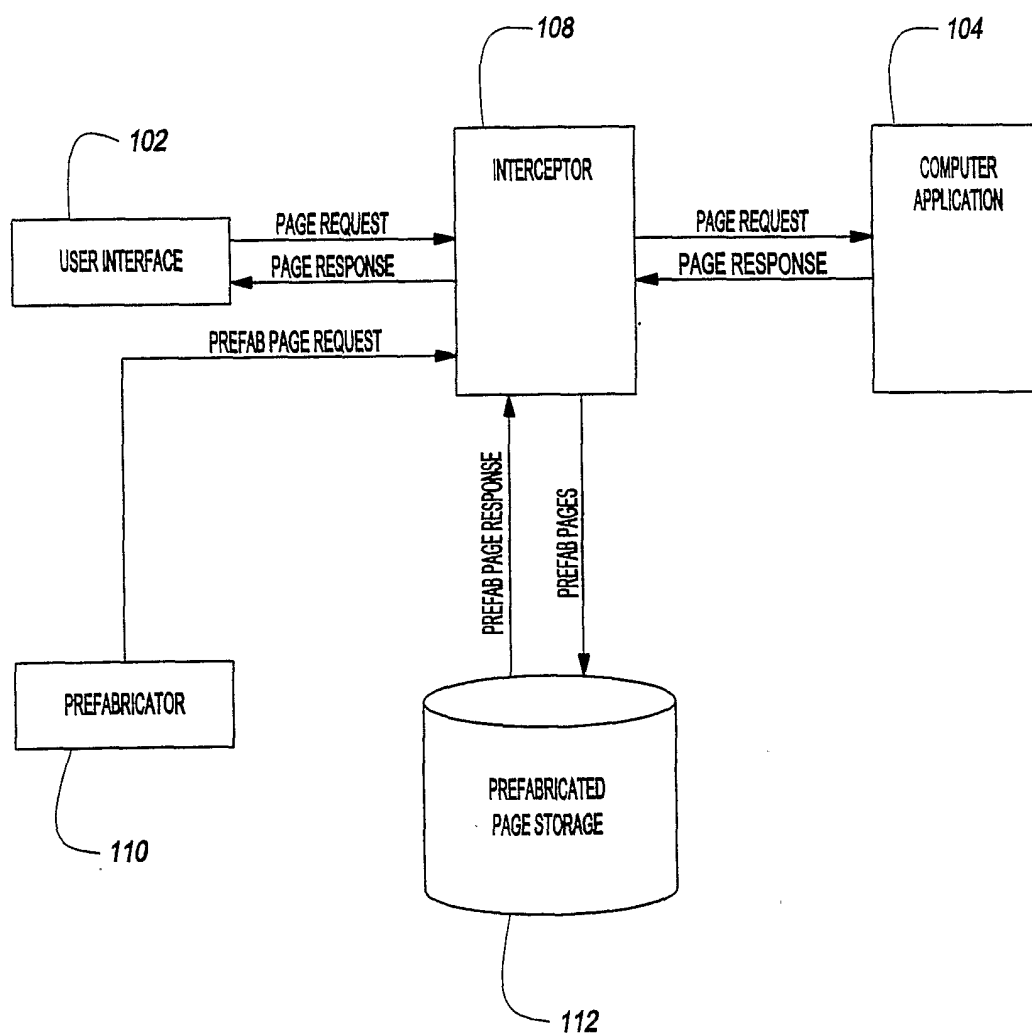 108
104
102
INTERCEPTOR
COMPUTER
APPLICATION
PAGE REQUEST
PAGE REQUEST
USER INTERFACE
PAGE RESPONSE
PAGE RESPONSE
PREFAB PAGE REQUEST
PREFAB PAGE RESPONSE
PREFAB PAGES
PREFABRICATOR
PREFABRICATED
PAGE STORAGE
110
112